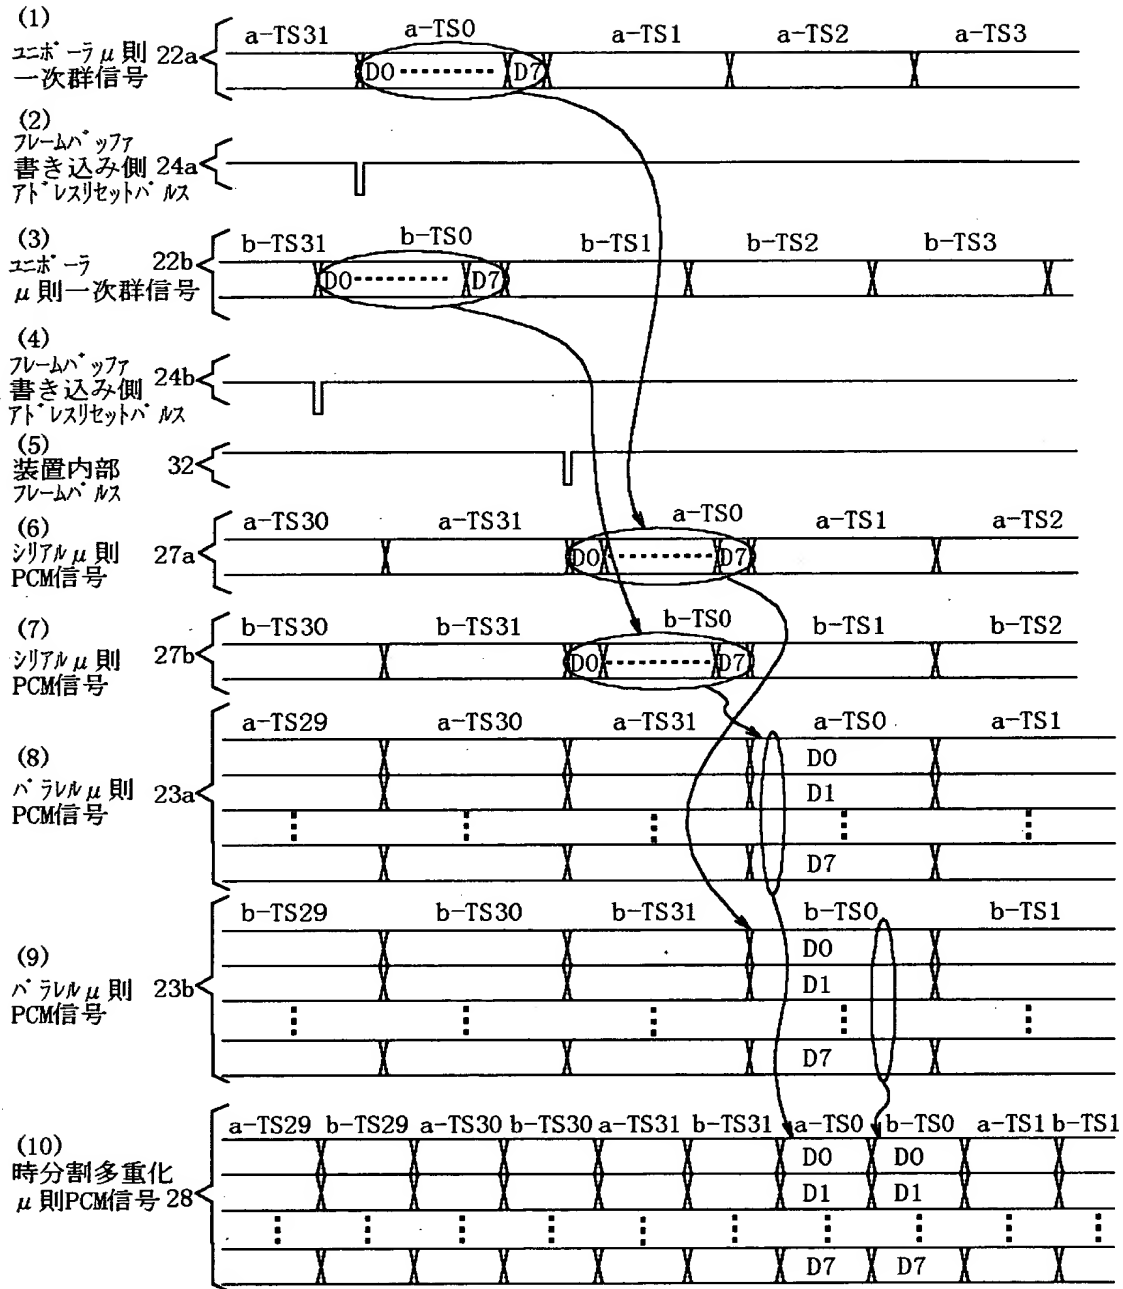 (1)
a-TS31 a-TS0 a-TS1 a-TS2 a-TS3
ユニポーラμ則 22a
一次群信号
D0 D7
(2)
フレームバッファ
書き込み側 24a
アドレスリセットパルス
(3)
b-TS31 b-TS0 b-TS1 b-TS2 b-TS3
ユニポーラ 22b
μ則一次群信号
D0 D7
(4)
フレームバッファ
書き込み側 24b
アドレスリセットパルス
(5)
装置内部 32
フレームパルス
(6)
a-TS30 a-TS31 a-TS0 a-TS1 a-TS2
シリアルμ則 27a
PCM信号
D0 D7
(7)
b-TS30 b-TS31 b-TS0 b-TS1 b-TS2
シリアルμ則 27b
PCM信号
D0 D7
a-TS29 a-TS30 a-TS31 a-TS0 a-TS1
(8)
パラレルμ則 23a
PCM信号
D0
D1
D7
b-TS29 b-TS30 b-TS31 b-TS0 b-TS1
(9)
パラレルμ則 23b
PCM信号
D0
D1
D7
a-TS29 b-TS29 a-TS30 b-TS30 a-TS31 b-TS31 a-TS0 b-TS0 a-TS1 b-TS1
(10)
時分割多重化
μ則PCM信号 28
D0 D0
D1 D1
D7 D7